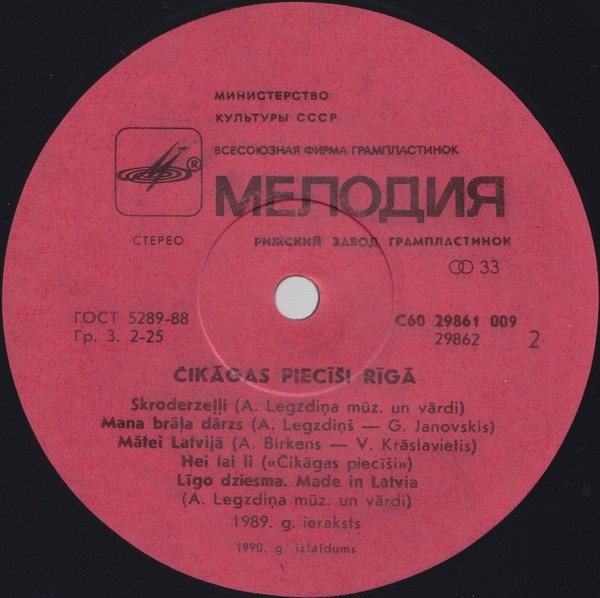 МИНИСТЕРСТВО
КУЛЬТУРЫ СССР
ВСЕСОЮЗНАЯ ФИРМА ГРАМПЛАСТИНОК
®
МЕЛОДИЯ
СТЕРЕО
РИЖСКИЙ ЗАВОД ГРАМПЛАСТИНОК
33
ГОСТ 5289-88
Гр. 3. 2-25
С60 29861 009
29862 2
ČIKĀGAS PIECĪŠI RĪGĀ
Skroderzeļļi (A. Legzdiņa mūz. un vārdi)
Mana brāļa dārzs (A. Legzdiņš — G. Janovskis)
Mātei Latvijā (A. Birkens — V. Krāslavietis)
Hei lai li («Čikāgas piecīši»)
Līgo dziesma. Made in Latvia
(A. Legzdiņa mūz. un vārdi)
1989. g. ieraksts
1990. g. izlaidums